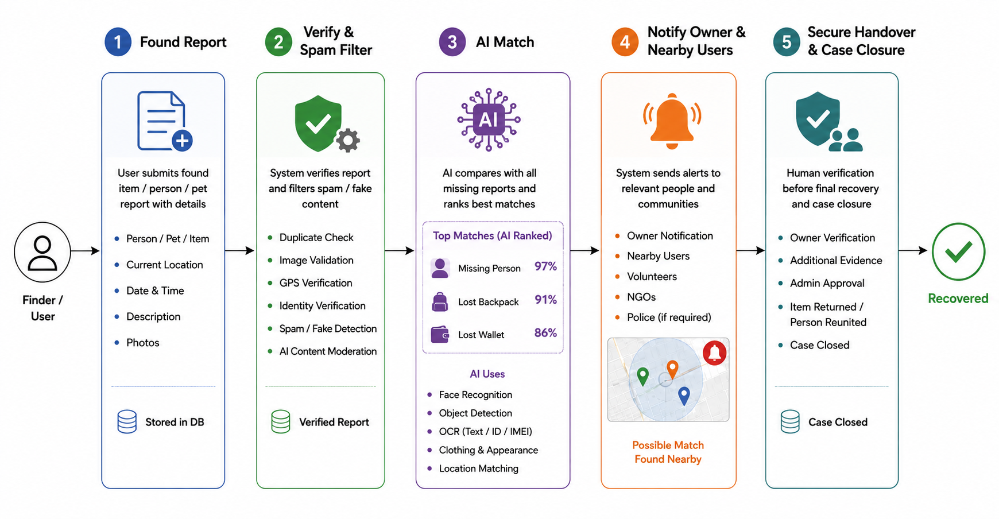 1 Found Report
User submits found
item / person / pet
report with details
Person / Pet / Item
Current Location
Date & Time
Description
Photos
Stored in DB
2 Verify &
Spam Filter
System verifies report
and filters spam / fake
content
Duplicate Check
Image Validation
GPS Verification
Identity Verification
Spam / Fake Detection
AI Content Moderation
Verified Report
3 AI Match
AI
AI compares with all
missing reports and
ranks best matches
Top Matches (AI Ranked)
Missing Person 97%
Lost Backpack 91%
Lost Wallet 86%
AI Uses
Face Recognition
Object Detection
OCR (Text / ID / IMEI)
Clothing & Appearance
Location Matching
4 Notify Owner &
Nearby Users
System sends alerts to
relevant people and
communities
Owner Notification
Nearby Users
Volunteers
NGOs
Police (if required)
Possible Match
Found Nearby
5 Secure Handover
& Case Closure
Human verification
before final recovery
and case closure
Owner Verification
Additional Evidence
Admin Approval
Item Returned /
Person Reunited
Case Closed
Case Closed
Finder /
User
Recovered